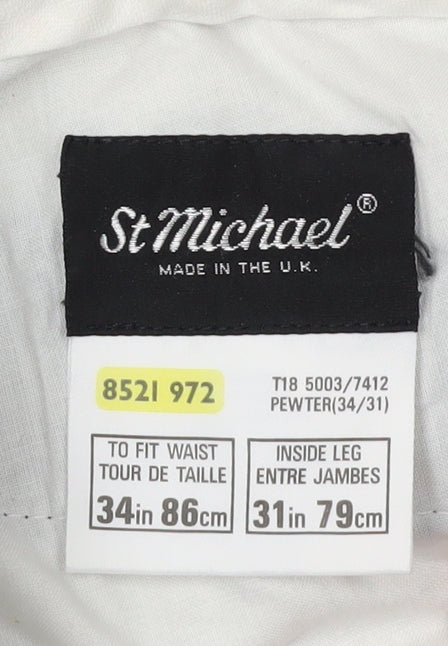 St Michael®
MADE IN THE U.K.
8521 972
T18 5003/7412
PEWTER(34/31)
TO FIT WAIST
TOUR DE TAILLE
34in 86cm
INSIDE LEG
ENTRE JAMBES
31in 79cm